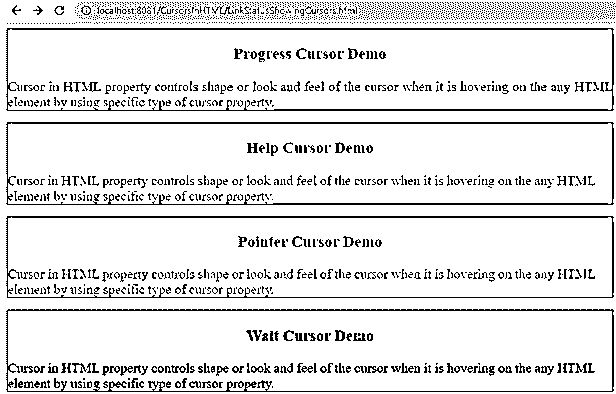 localhost:8081/CursorsInHTML/LinkStatusShowingCursors.html
Progress Cursor Demo
Cursor in HTML property controls shape or look and feel of the cursor when it is hovering on the any HTML
element by using specific type of cursor property.
Help Cursor Demo
Cursor in HTML property controls shape or look and feel of the cursor when it is hovering on the any HTML
element by using specific type of cursor property.
Pointer Cursor Demo
Cursor in HTML property controls shape or look and feel of the cursor when it is hovering on the any HTML
element by using specific type of cursor property.
Wait Cursor Demo
Cursor in HTML property controls shape or look and feel of the cursor when it is hovering on the any HTML
element by using specific type of cursor property.